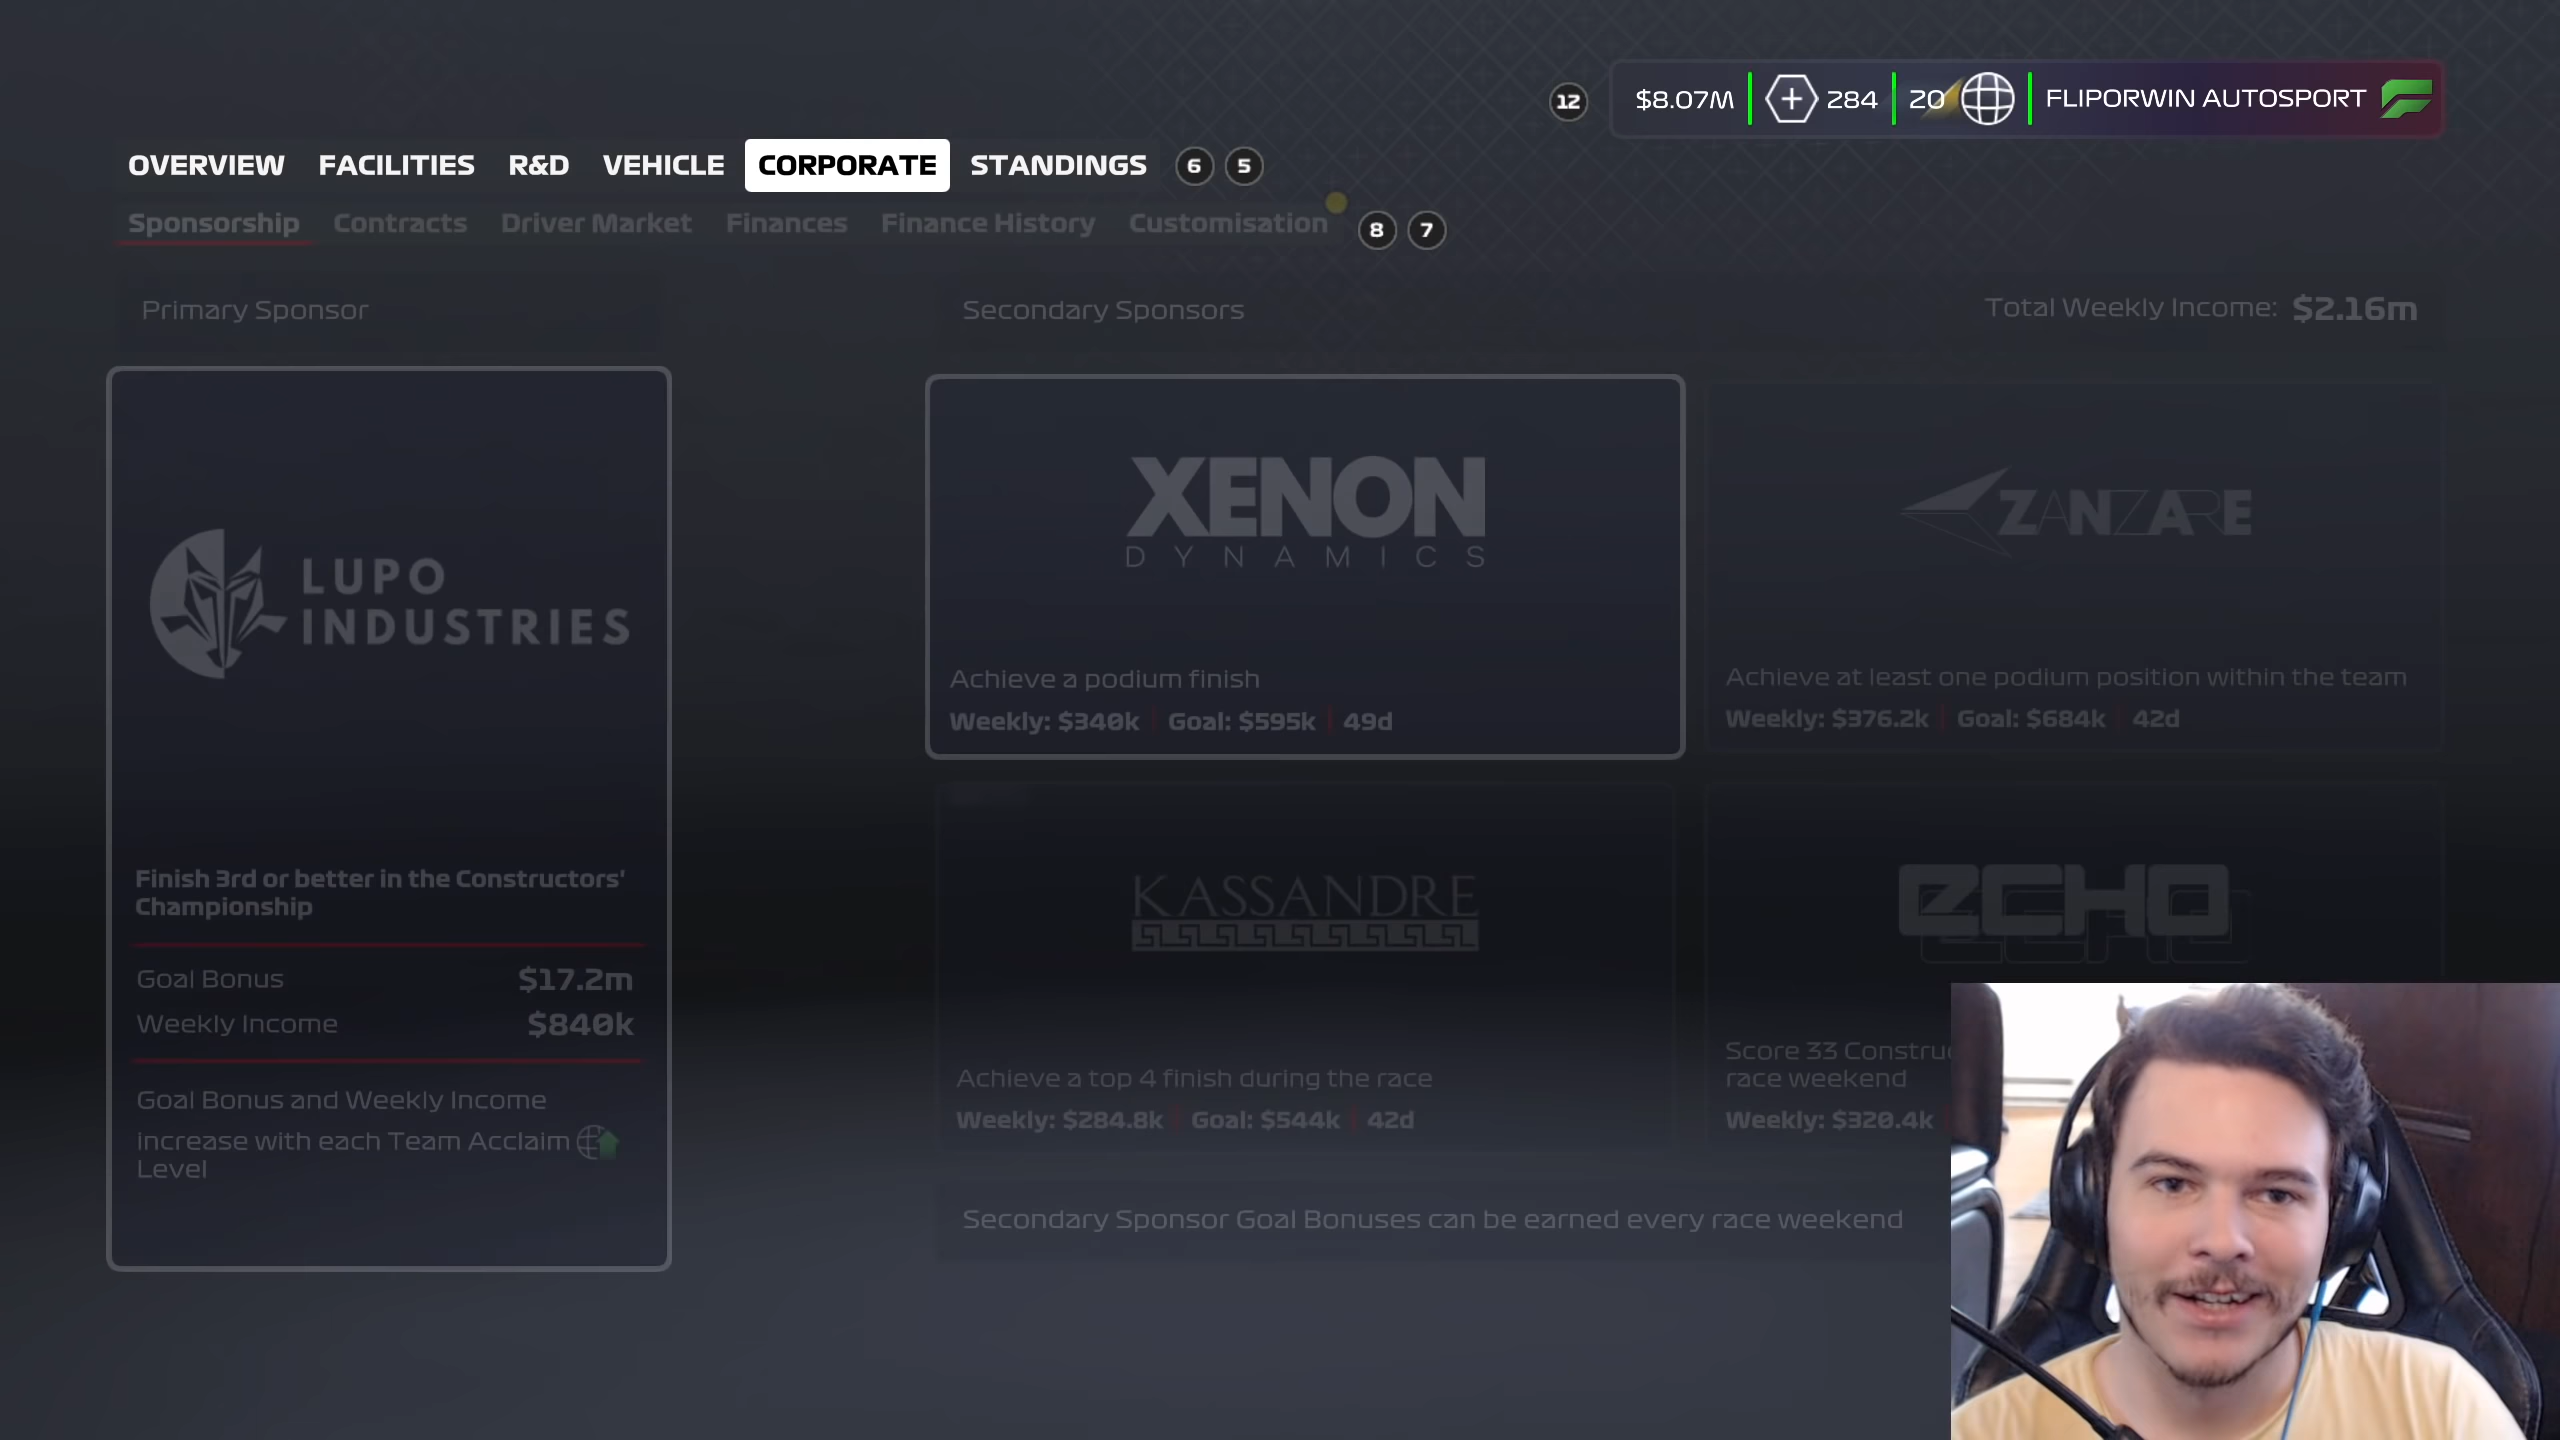 12
$8.07M 284 20 FLIPORWIN AUTOSPORT
OVERVIEW FACILITIES R&D VEHICLE CORPORATE STANDINGS 6 5
Sponsorship Contracts Driver Market Finances Finance History Customisation 8 7
Primary Sponsor
Secondary Sponsors
Total Weekly Income: $2.16m
LUPO
INDUSTRIES
Finish 3rd or better in the Constructors'
Championship
Goal Bonus $17.2m
Weekly Income $840k
Goal Bonus and Weekly Income
increase with each Team Acclaim
Level
XENON
DYNAMICS
Achieve a podium finish
Weekly: $340k Goal: $595k 49d
ZANZARE
Achieve at least one podium position within the team
Weekly: $376.2k Goal: $684k 42d
KASSANDRE
Achieve a top 4 finish during the race
Weekly: $284.8k Goal: $544k 42d
echo
Score 33
race weekend
Weekly: $320.4k
Secondary Sponsor Goal Bonuses can be earned every race weekend